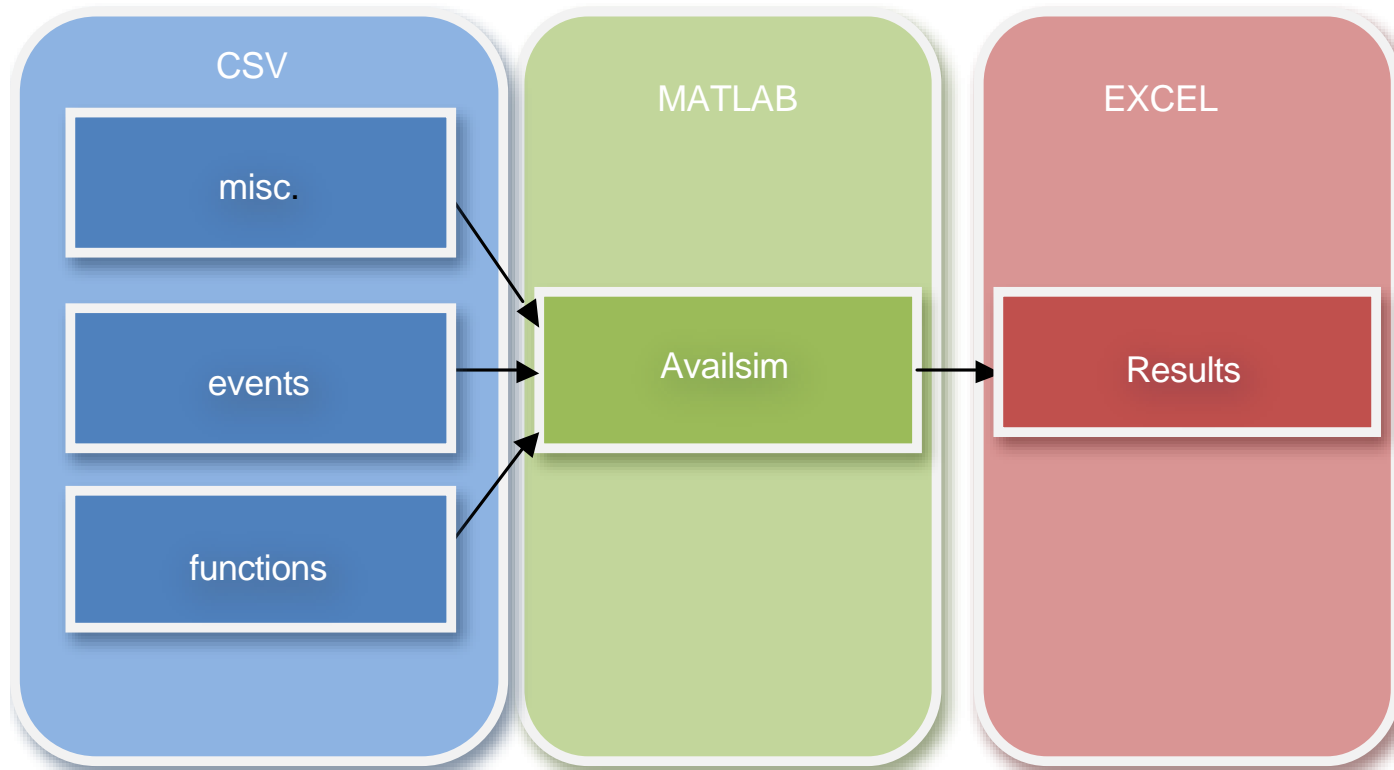 CSV
misc.
events
functions
MATLAB
Availsim
EXCEL
Results